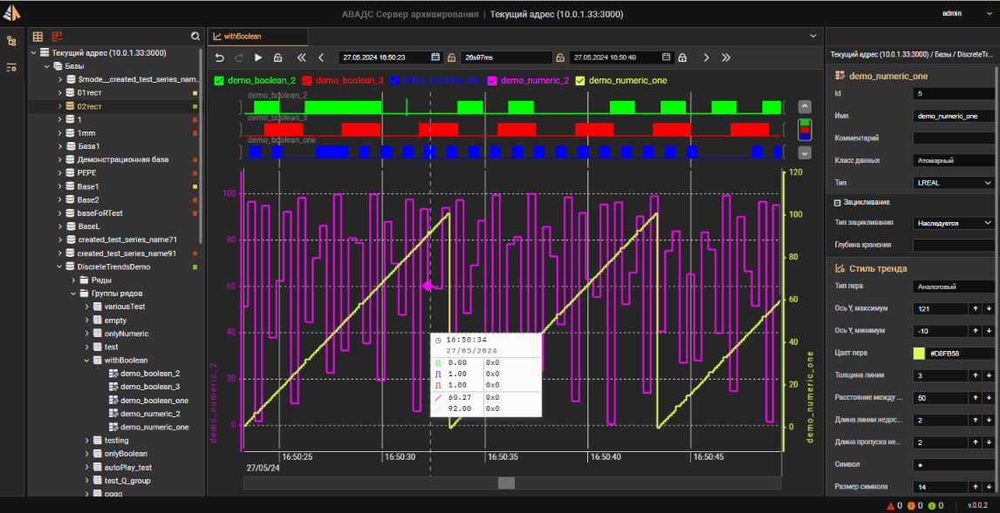 АВАДС Сервер архивирования | Текущий адрес (10.0.1.33:3000)
admin
Текущий адрес (10.0.1.33:3000)
Базы
$mode__created_test_series_nam...
01тест
02тест
1
1mm
База1
Демонстрационная база
PEPE
Base1
Base2
baseFoRTest
BaseL
created_test_series_name71
created_test_series_name91
DiscreteTrendsDemo
Ряды
Группы рядов
variousTest
empty
onlyNumeric
test
withBoolean
demo_boolean_2
demo_boolean_3
demo_boolean_one
demo_numeric_2
demo_numeric_one
testing
onlyBoolean
autoPlay_test
test_Q_group
withBoolean
27.05.2024 16:50:23
26s97ms
27.05.2024 16:50:49
demo_boolean_2
demo_boolean_3
demo_boolean_one
demo_numeric_2
demo_numeric_one
demo_boolean_2
demo_boolean_3
demo_boolean_one
demo_numeric_2
100
80
60
40
20
0
120
100
80
60
40
20
0
demo_numeric_one
16:50:34
27/05/2024
0.00 0x0
1.00 0x0
1.00 0x0
60.27 0x0
92.00 0x0
16:50:25
16:50:30
16:50:35
16:50:40
16:50:45
27/05/24
Текущий адрес (10.0.1.33:3000) / Базы / DiscreteTr...
demo_numeric_one
Id 5
Имя demo_numeric_one
Комментарий
Класс данных Атомарный
Тип LREAL
Зацикливание
Тип зацикливания Наследуется
Глубина хранения
Стиль тренда
Тип пера Аналоговый
Ось Y, максимум 121
Ось Y, минимум -10
Цвет пера #D8FB58
Толщина линии 3
Расстояние между ... 50
Длина линии недос... 2
Длина пропуска не... 2
Символ ●
Размер символа 14
0 0 0
v.0.0.2